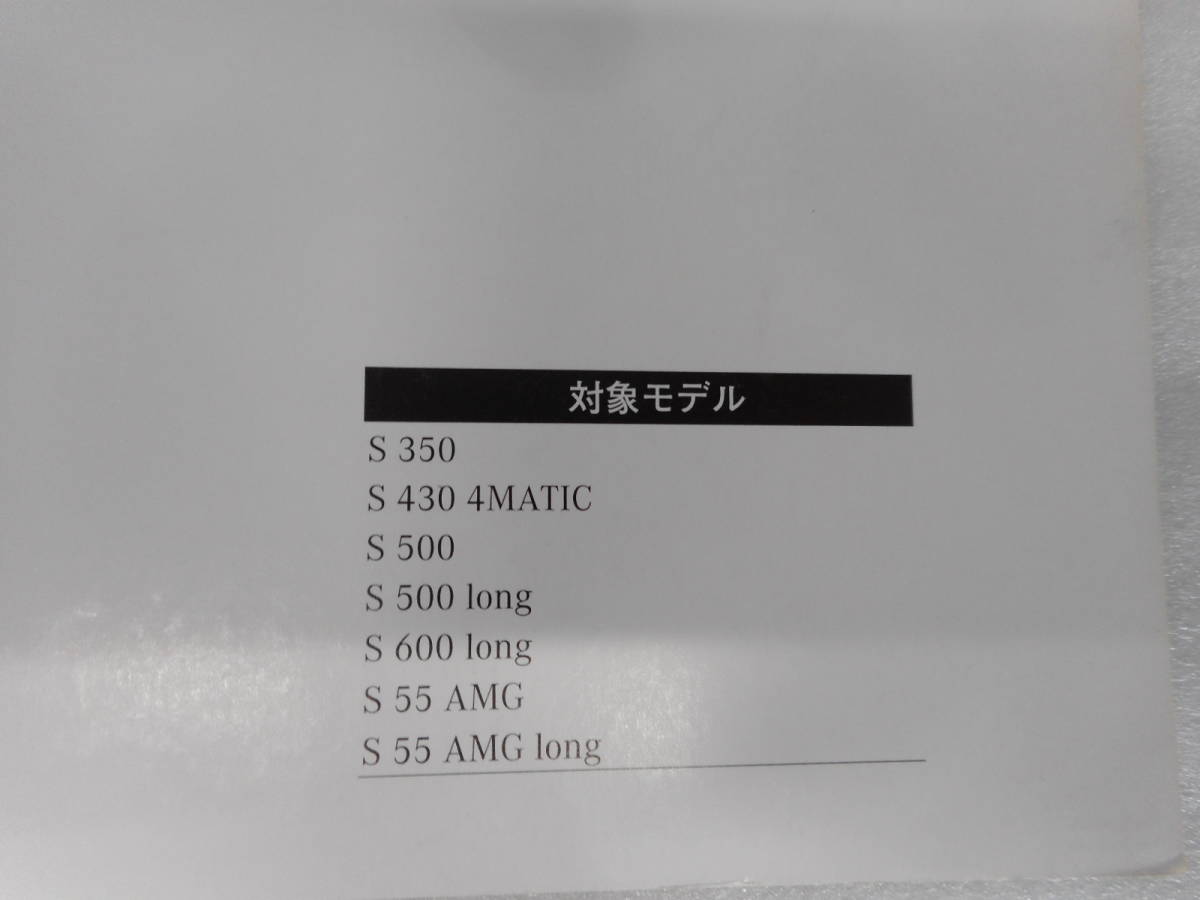 対象モデル
S 350
S 430 4MATIC
S 500
S 500 long
S 600 long
S 55 AMG
S 55 AMG long